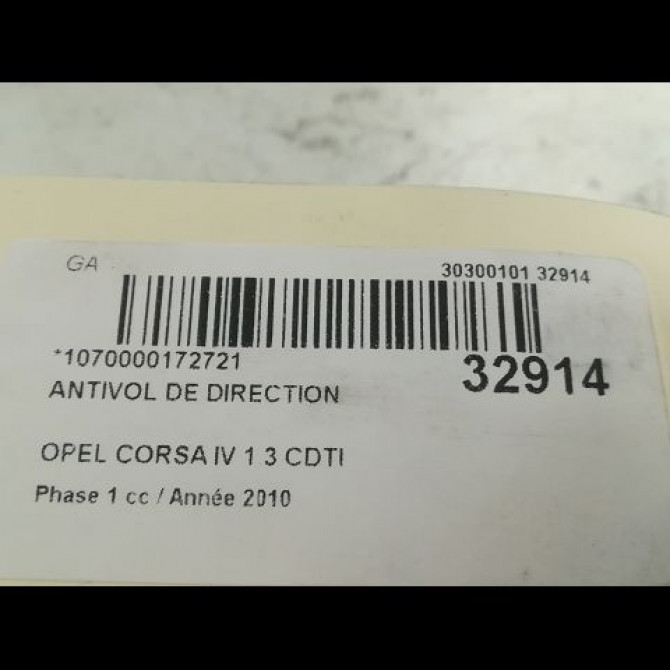 GA
30300101 32914
*1070000172721
32914
ANTIVOL DE DIRECTION
OPEL CORSA IV 1 3 CDTI
Phase 1 cc / Année 2010